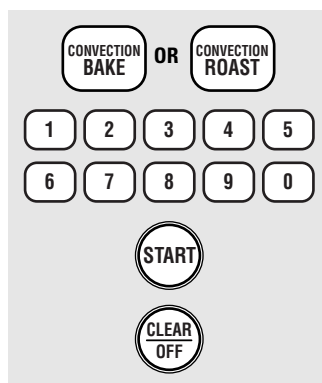 CONVECTION BAKE OR CONVECTION ROAST
1 2 3 4 5
6 7 8 9 0
START
CLEAR
OFF